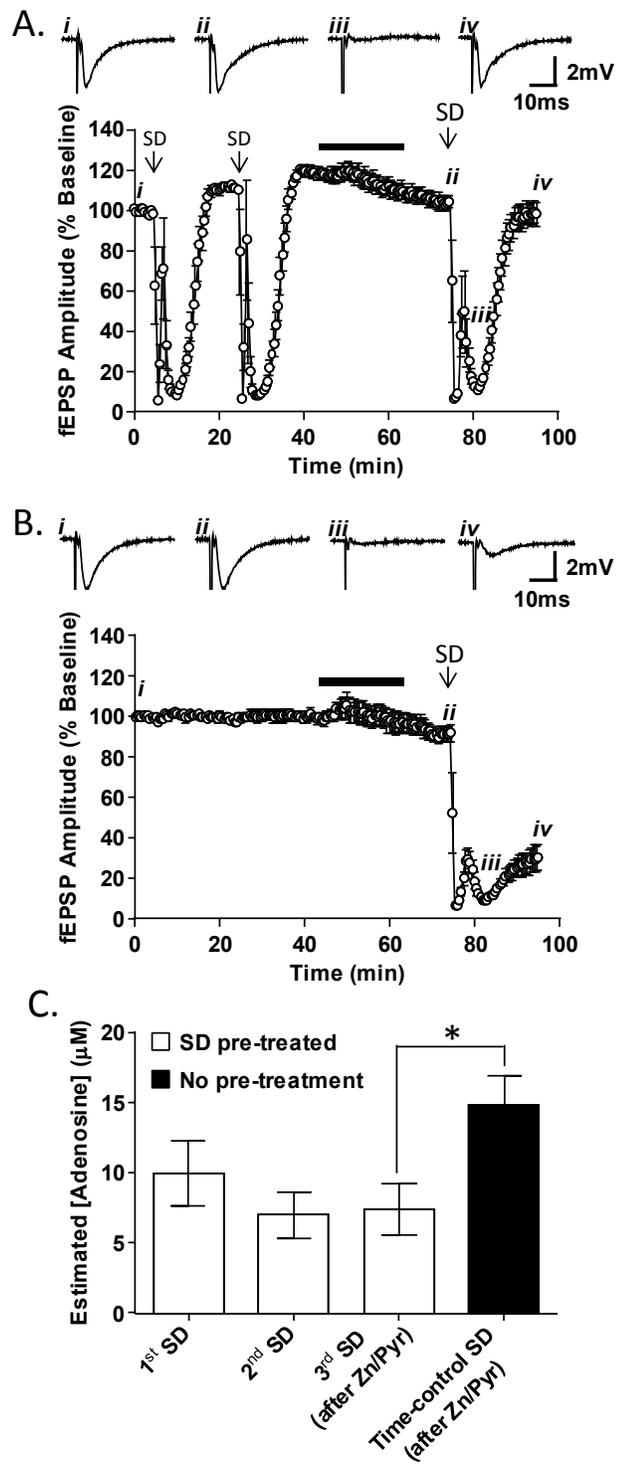 A.
i ii iii iv
2mV
10ms
SD SD SD
fEPSP Amplitude (% Baseline)
140
120
100
80
60
40
20
0
i ii iii iv
0 20 40 60 80 100
Time (min)
B.
i ii iii iv
2mV
10ms
SD
fEPSP Amplitude (% Baseline)
140
120
100
80
60
40
20
0
i ii iii iv
0 20 40 60 80 100
Time (min)
C.
Estimated [Adenosine] (μM)
20
15
10
5
0
SD pre-treated
No pre-treatment
*
1st SD
2nd SD
3rd SD
(after Zn/Pyr)
Time-control SD
(after Zn/Pyr)